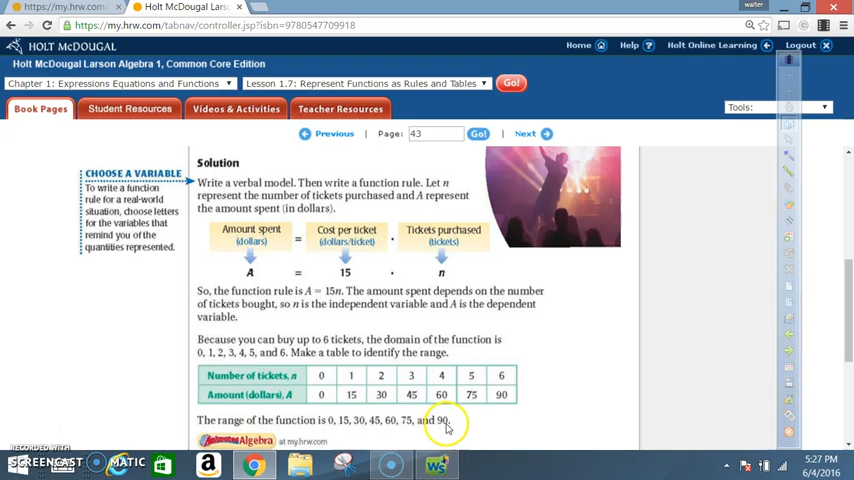 https://my.hrw.com/tabnav/co
Holt McDougal Larsen
walter
https://my.hrw.com/tabnav/controller.jsp?isbn=9780547709918
HOLT McDOUGAL
Home
Help ?
Holt Online Learning
Logout
Holt McDougal Larson Algebra 1, Common Core Edition
Chapter 1: Expressions Equations and Functions
Lesson 1.7: Represent Functions as Rules and Tables
Go!
Book Pages
Student Resources
Videos & Activities
Teacher Resources
Tools:
Previous | Page: 43 Go! | Next
Solution
CHOOSE A VARIABLE
To write a function
rule for a real-world
situation, choose letters
for the variables that
remind you of the
quantities represented.
Write a verbal model. Then write a function rule. Let n
represent the number of tickets purchased and A represent
the amount spent (in dollars).
Amount spent (dollars) = Cost per ticket (dollars/ticket) · Tickets purchased (tickets)
A = 15 · n
So, the function rule is A = 15n. The amount spent depends on the number
of tickets bought, so n is the independent variable and A is the dependent
variable.
Because you can buy up to 6 tickets, the domain of the function is
0, 1, 2, 3, 4, 5, and 6. Make a table to identify the range.
Number of tickets, n 0 1 2 3 4 5 6
Amount (dollars), A 0 15 30 45 60 75 90
The range of the function is 0, 15, 30, 45, 60, 75, and 90.
Animated Algebra at my.hrw.com
RECORDED WITH
SCREENCAST MATIC
5:27 PM
6/4/2016